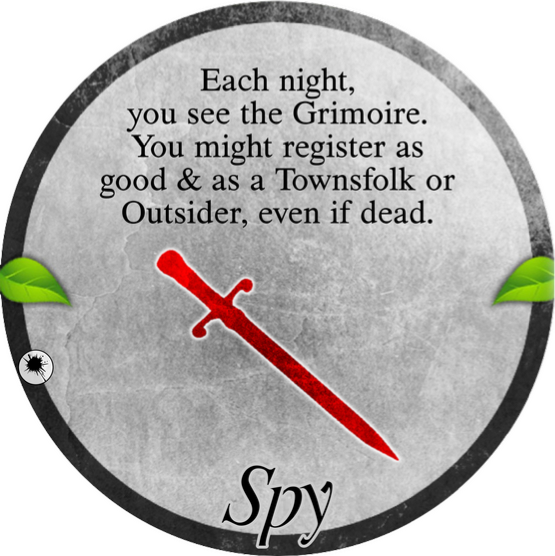 Each night,
you see the Grimoire.
You might register as
good & as a Townsfolk or
Outsider, even if dead.
Spy